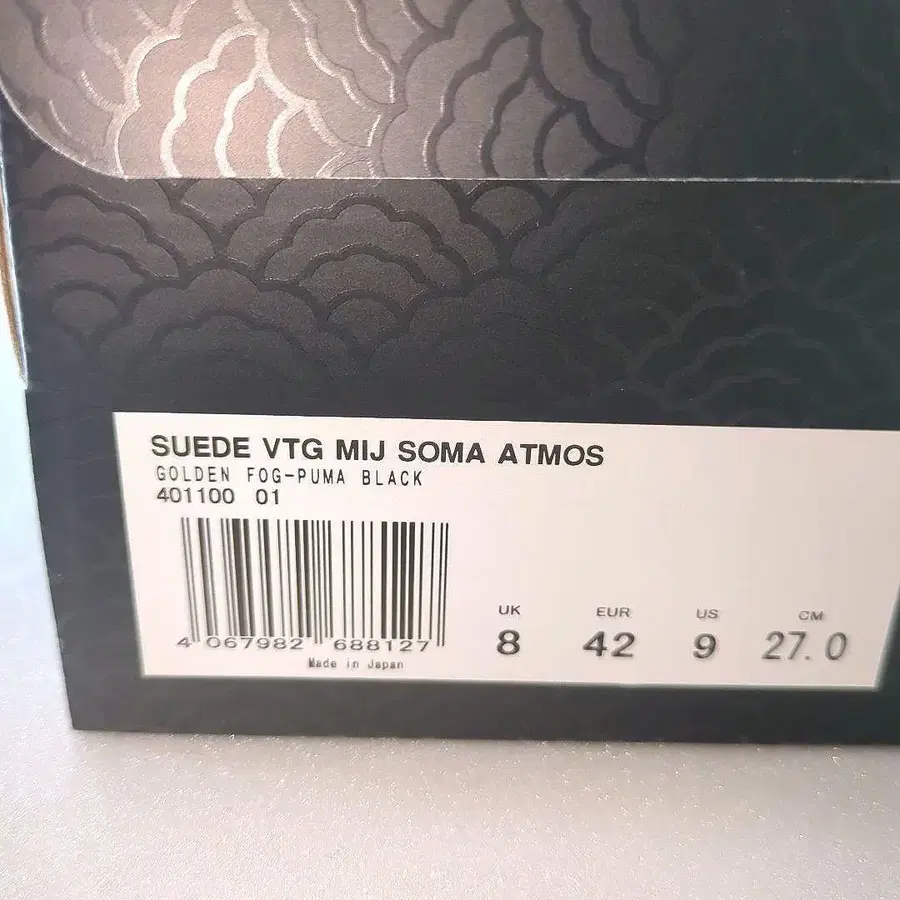 SUEDE VTG MIJ SOMA ATMOS
GOLDEN FOG-PUMA BLACK
401100 01
4 067982 688127
Made in Japan
UK EUR US CM
8 42 9 27.0